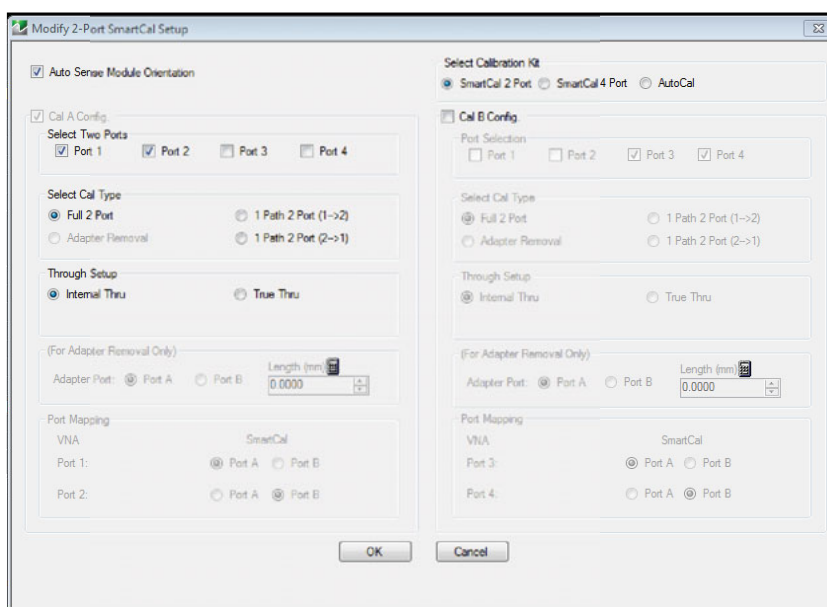 Modify 2-Port SmartCal Setup
Auto Sense Module Orientation
Select Calibration Kit
SmartCal 2 Port SmartCal 4 Port AutoCal
Cal A Config.
Select Two Ports
Port 1 Port 2 Port 3 Port 4
Select Cal Type
Full 2 Port 1 Path 2 Port (1->2)
Adapter Removal 1 Path 2 Port (2->1)
Through Setup
Internal Thru True Thru
(For Adapter Removal Only)
Length (mm)
Adapter Port: Port A Port B 0.0000
Port Mapping
VNA SmartCal
Port 1: Port A Port B
Port 2: Port A Port B
Cal B Config.
Port Selection
Port 1 Port 2 Port 3 Port 4
Select Cal Type
Full 2 Port 1 Path 2 Port (1->2)
Adapter Removal 1 Path 2 Port (2->1)
Through Setup
Internal Thru True Thru
(For Adapter Removal Only)
Length (mm)
Adapter Port: Port A Port B 0.0000
Port Mapping
VNA SmartCal
Port 3: Port A Port B
Port 4: Port A Port B
OK Cancel